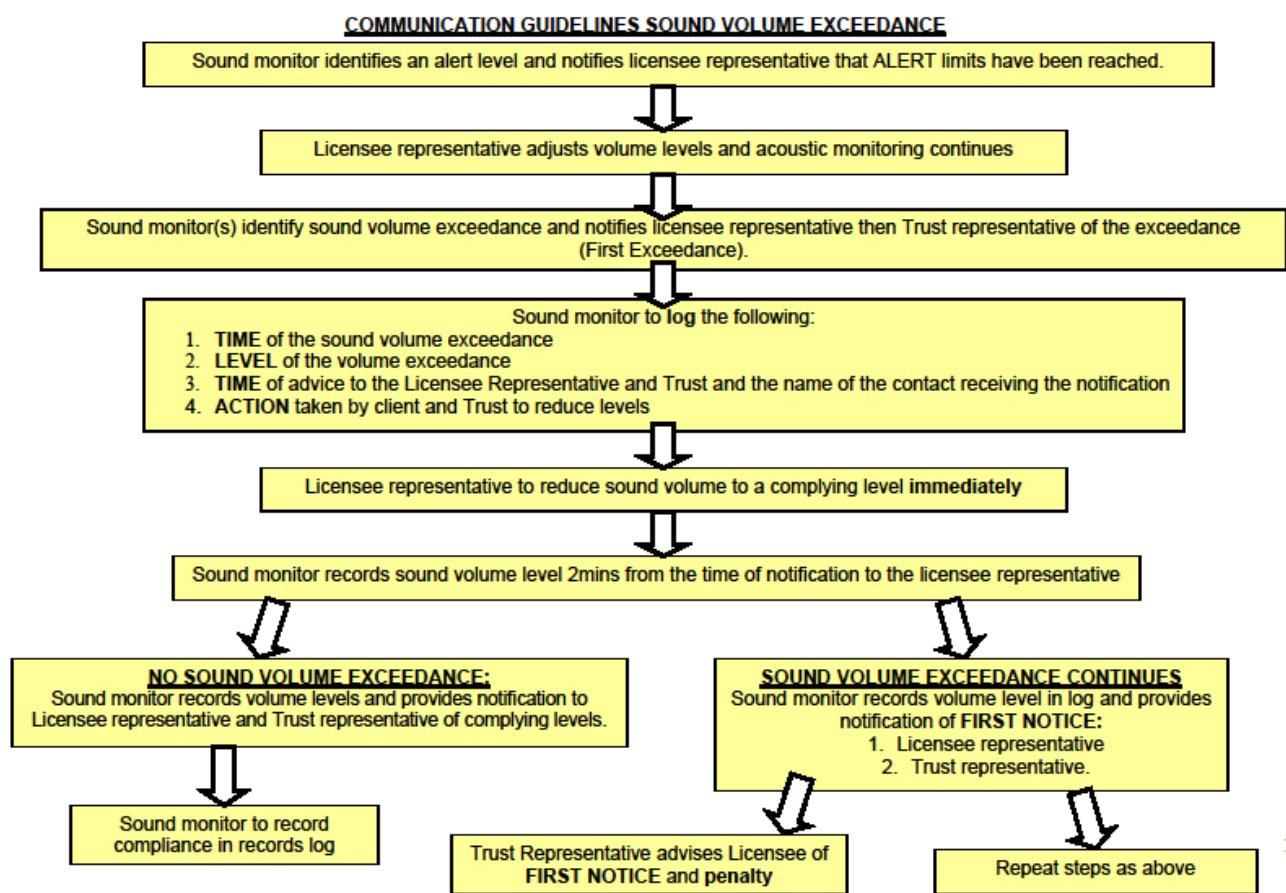 COMMUNICATION GUIDELINES SOUND VOLUME EXCEEDANCE
Sound monitor identifies an alert level and notifies licensee representative that ALERT limits have been reached.
Licensee representative adjusts volume levels and acoustic monitoring continues
Sound monitor(s) identify sound volume exceedance and notifies licensee representative then Trust representative of the exceedance
(First Exceedance).
Sound monitor to log the following:
1. TIME of the sound volume exceedance
2. LEVEL of the volume exceedance
3. TIME of advice to the Licensee Representative and Trust and the name of the contact receiving the notification
4. ACTION taken by client and Trust to reduce levels
Licensee representative to reduce sound volume to a complying level immediately
Sound monitor records sound volume level 2mins from the time of notification to the licensee representative
NO SOUND VOLUME EXCEEDANCE:
Sound monitor records volume levels and provides notification to
Licensee representative and Trust representative of complying levels.
Sound monitor to record
compliance in records log
SOUND VOLUME EXCEEDANCE CONTINUES
Sound monitor records volume level in log and provides
notification of FIRST NOTICE:
1. Licensee representative
2. Trust representative.
Trust Representative advises Licensee of
FIRST NOTICE and penalty
Repeat steps as above